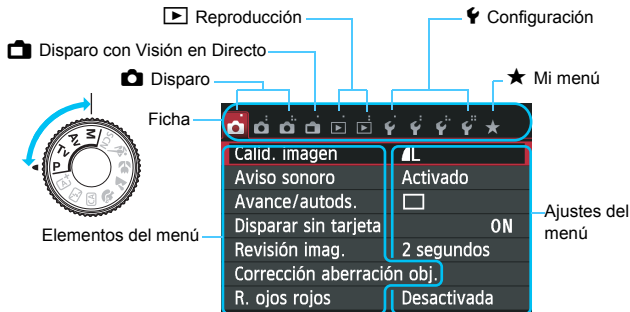 Reproducción
Configuración
Disparo con Visión en Directo
Disparo
Mi menú
Ficha
Calid. imagen L
Aviso sonoro Activado
Avance/autods.
Disparar sin tarjeta ON
Revisión imag. 2 segundos
Corrección aberración obj.
R. ojos rojos Desactivada
Elementos del menú
Ajustes del
menú
M
Av
Tv
P